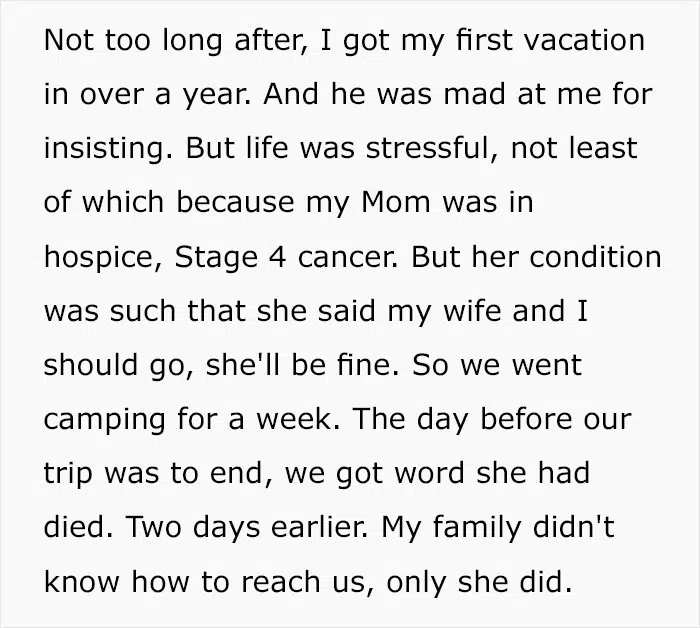 Not too long after, I got my first vacation
in over a year. And he was mad at me for
insisting. But life was stressful, not least
of which because my Mom was in
hospice, Stage 4 cancer. But her condition
was such that she said my wife and I
should go, she'll be fine. So we went
camping for a week. The day before our
trip was to end, we got word she had
died. Two days earlier. My family didn't
know how to reach us, only she did.